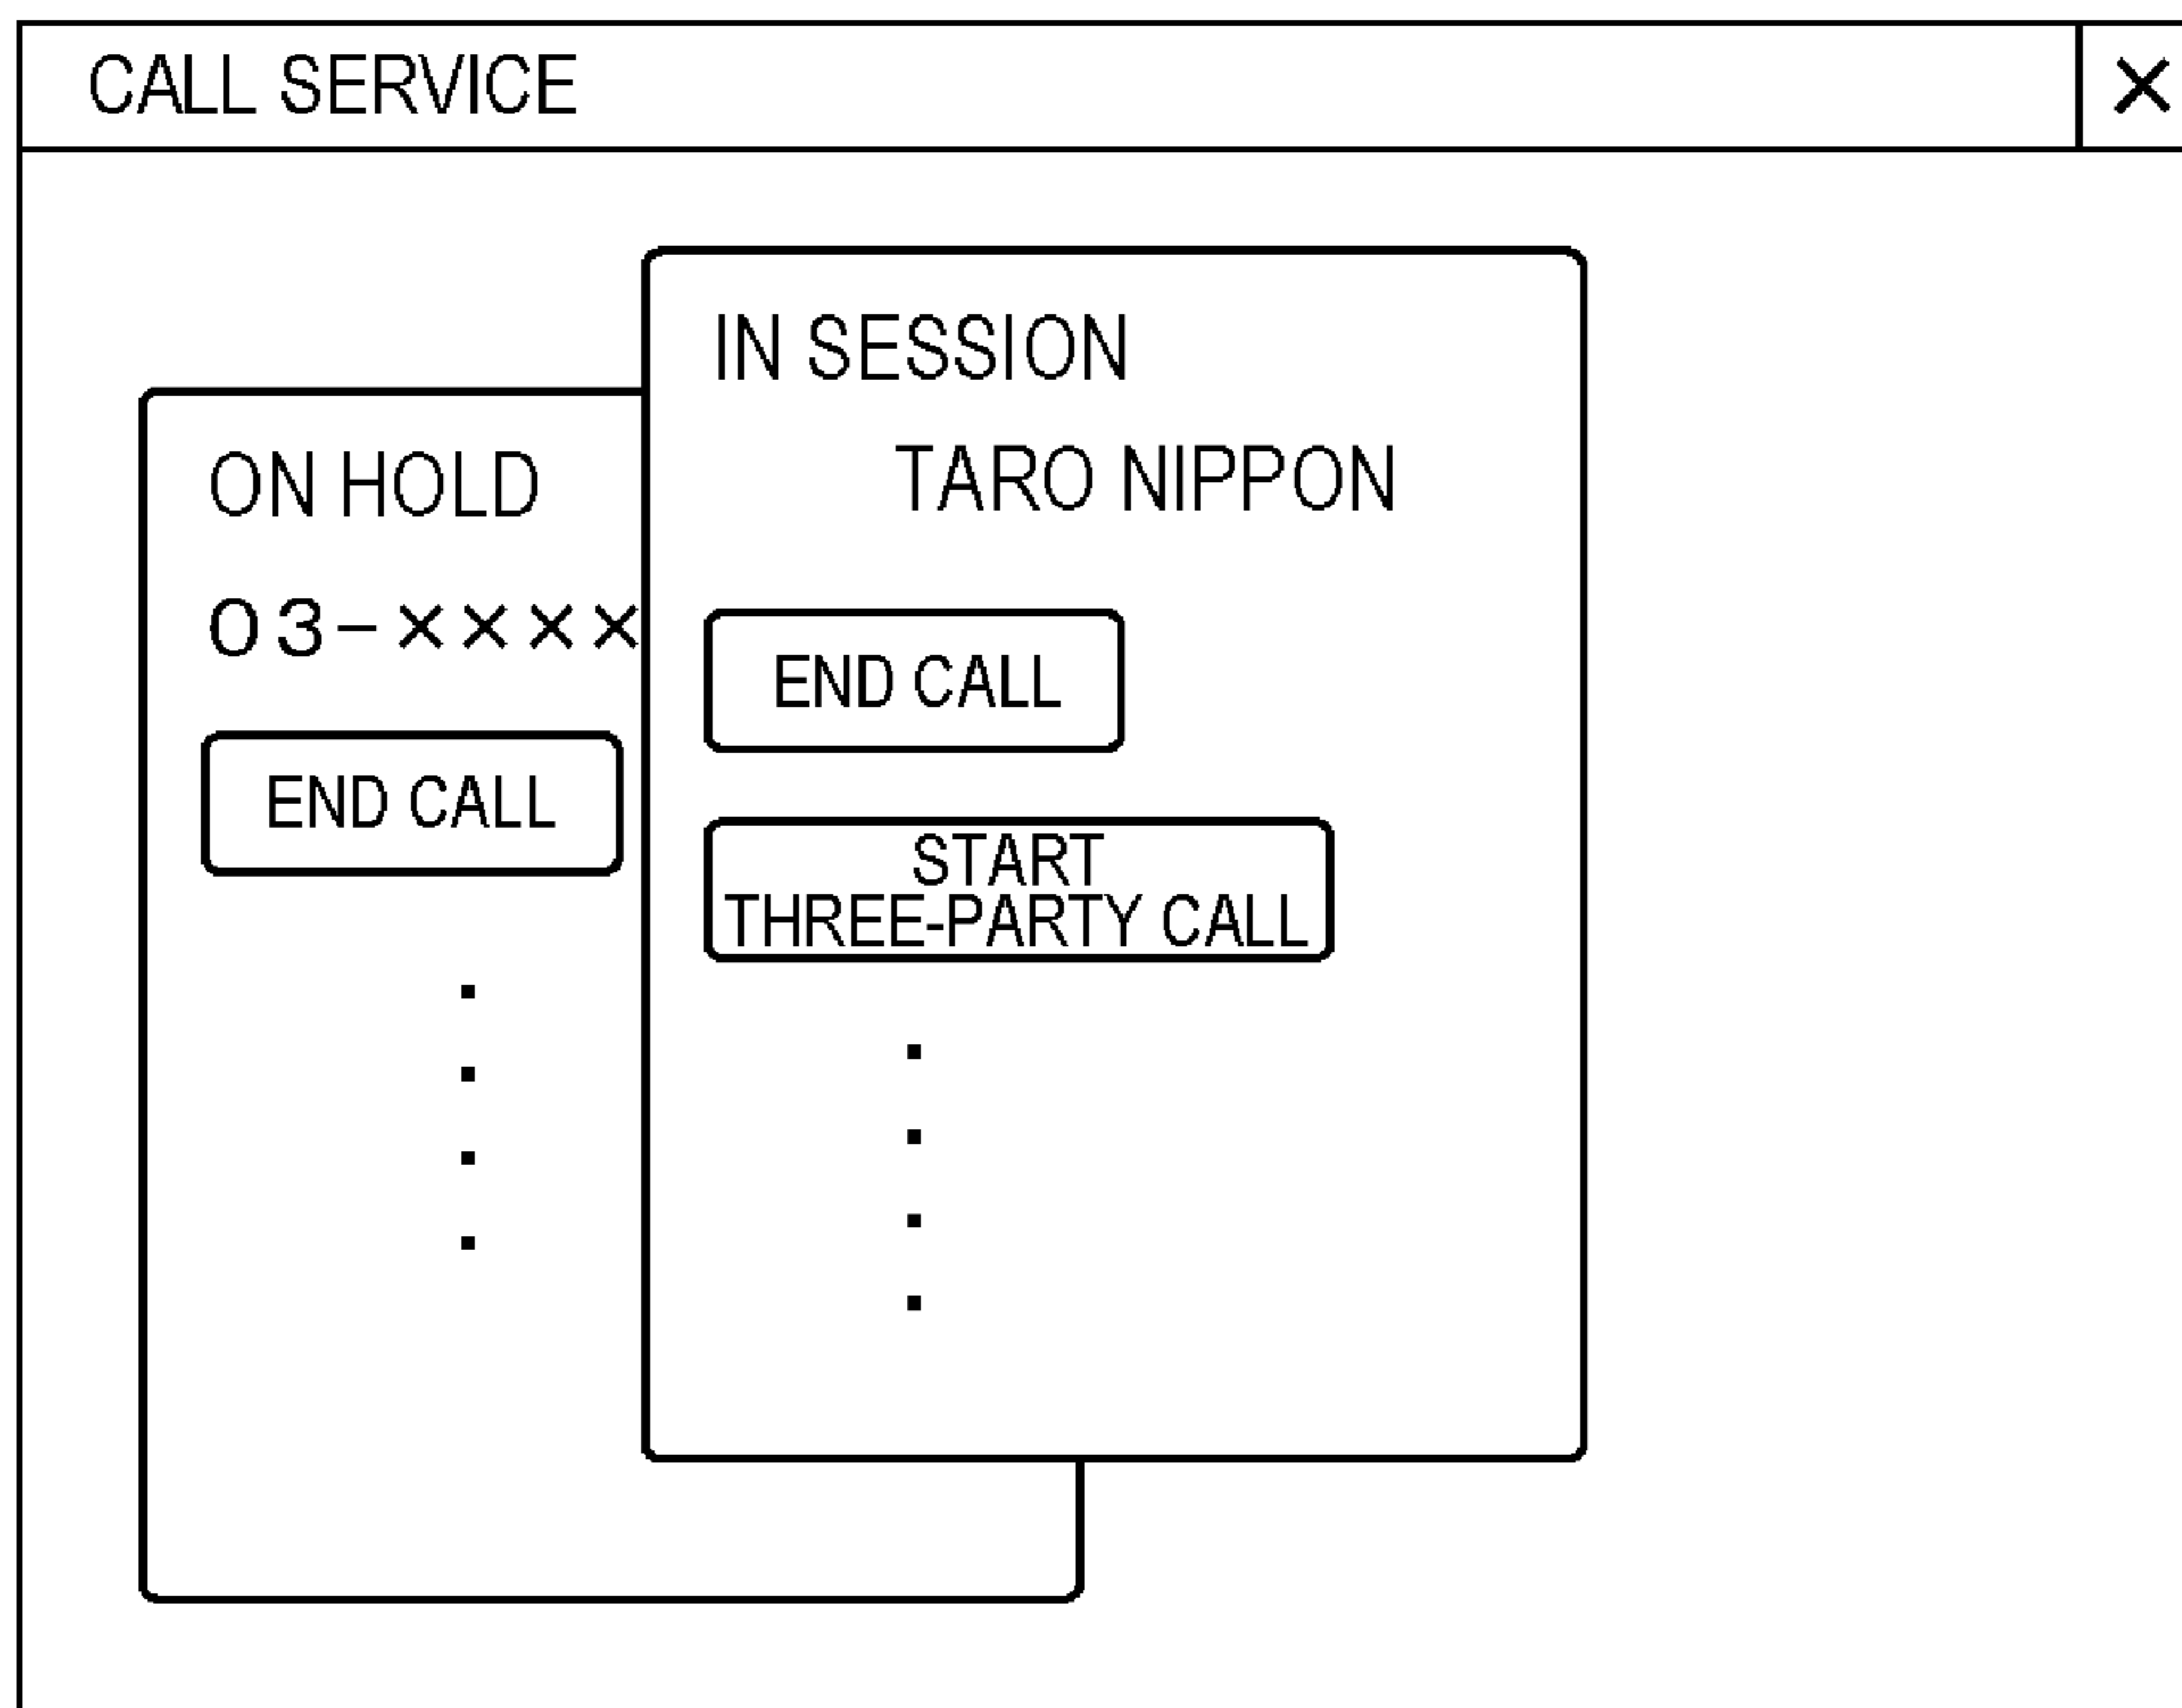 CALL SERVICE ×
ON HOLD
03-××××
END CALL
IN SESSION
TARO NIPPON
END CALL
START
THREE-PARTY CALL